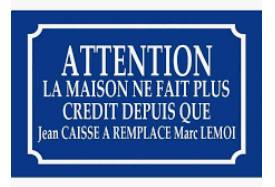 ATTENTION
LA MAISON NE FAIT PLUS
CREDIT DEPUIS QUE
Jean CAISSE A REMPLACE Marc LEMOI